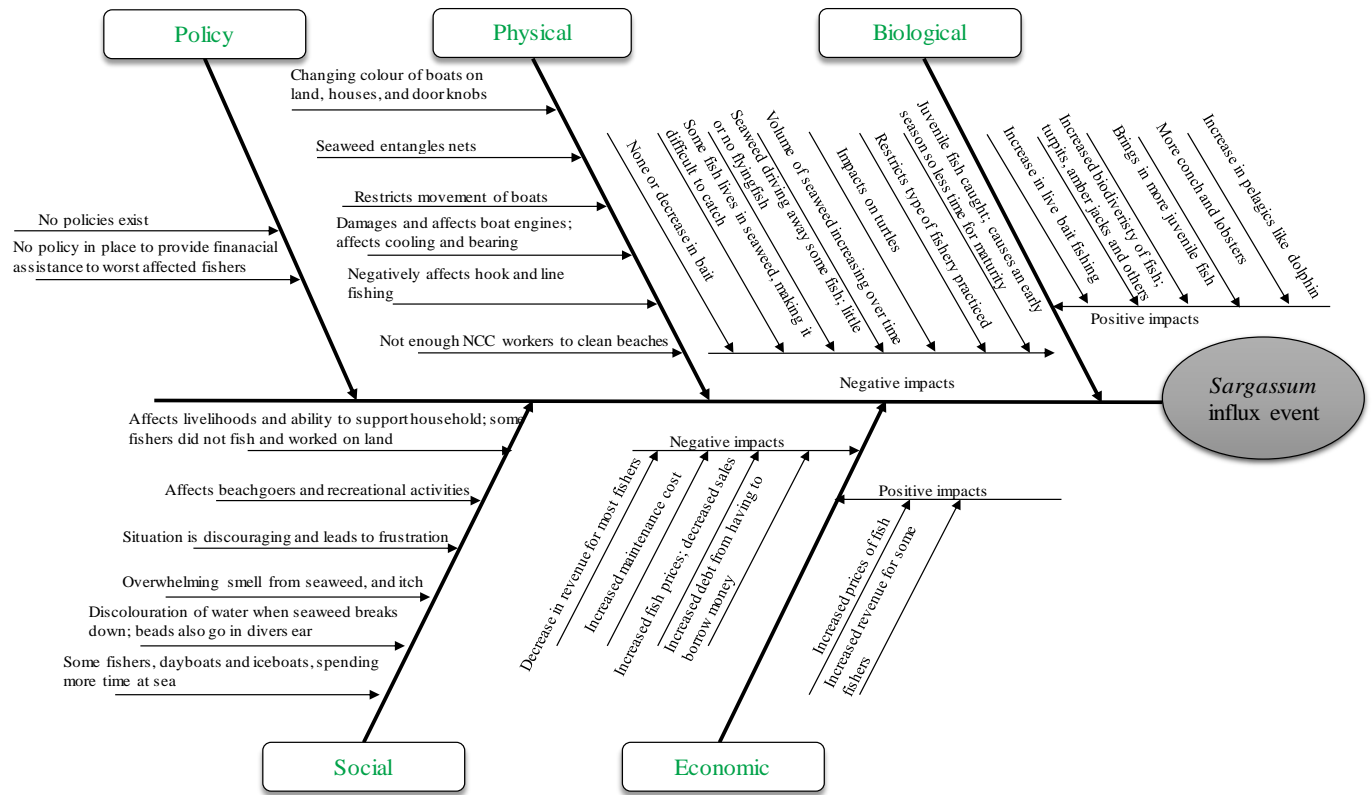 Policy
Physical
Biological
No policies exist
No policy in place to provide finanacial
assistance to worst affected fishers
Changing colour of boats on
land, houses, and door knobs
Seaweed entangles nets
Restricts movement of boats
Damages and affects boat engines;
affects cooling and bearing
Negatively affects hook and line
fishing
Not enough NCC workers to clean beaches
None or decrease in bait
Some fish lives in seaweed, making it
difficult to catch
Seaweed driving away some fish; little
or no flyingfish
Volume of seaweed increasing over time
Impacts on turtles
Restricts type of fishery practiced
Juvenile fish caught; causes an early
season so less time for maturity
Negative impacts
Increase in live bait fishing
Increased biodiveristy of fish;
turpits, amber jacks and others
Brings in more juvenile fish
More conch and lobsters
Increase in pelagics like dolphin
Positive impacts
Sargassum
influx event
Affects livelihoods and ability to support household; some
fishers did not fish and worked on land
Affects beachgoers and recreational activities
Situation is discouraging and leads to frustration
Overwhelming smell from seaweed, and itch
Discolouration of water when seaweed breaks
down; beads also go in divers ear
Some fishers, dayboats and iceboats, spending
more time at sea
Negative impacts
Decrease in revenue for most fishers
Increased maintenance cost
Increased fish prices; decreased sales
Increased debt from having to
borrow money
Positive impacts
Increased prices of fish
Increased revenue for some
fishers
Social
Economic